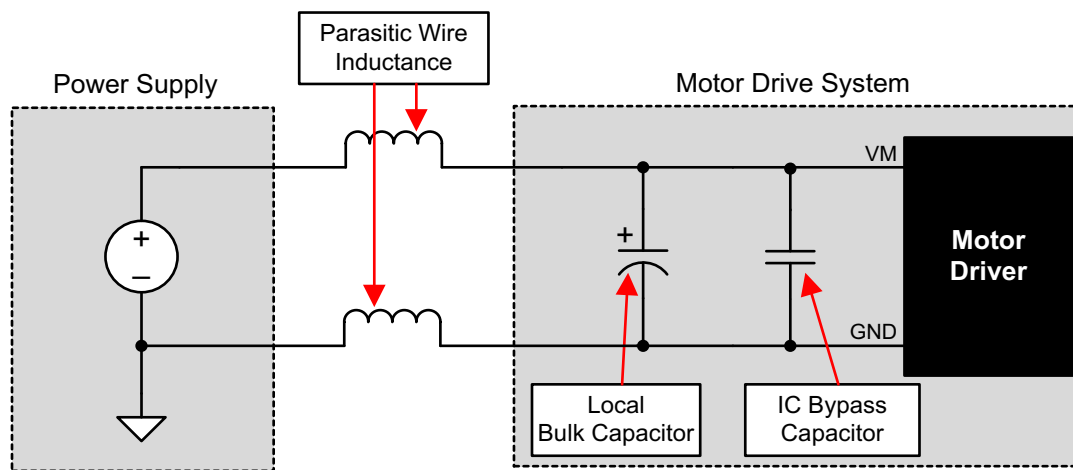 Parasitic Wire
Inductance
Power Supply
Motor Drive System
VM
+
+
–
Motor
Driver
GND
Local
Bulk Capacitor
IC Bypass
Capacitor